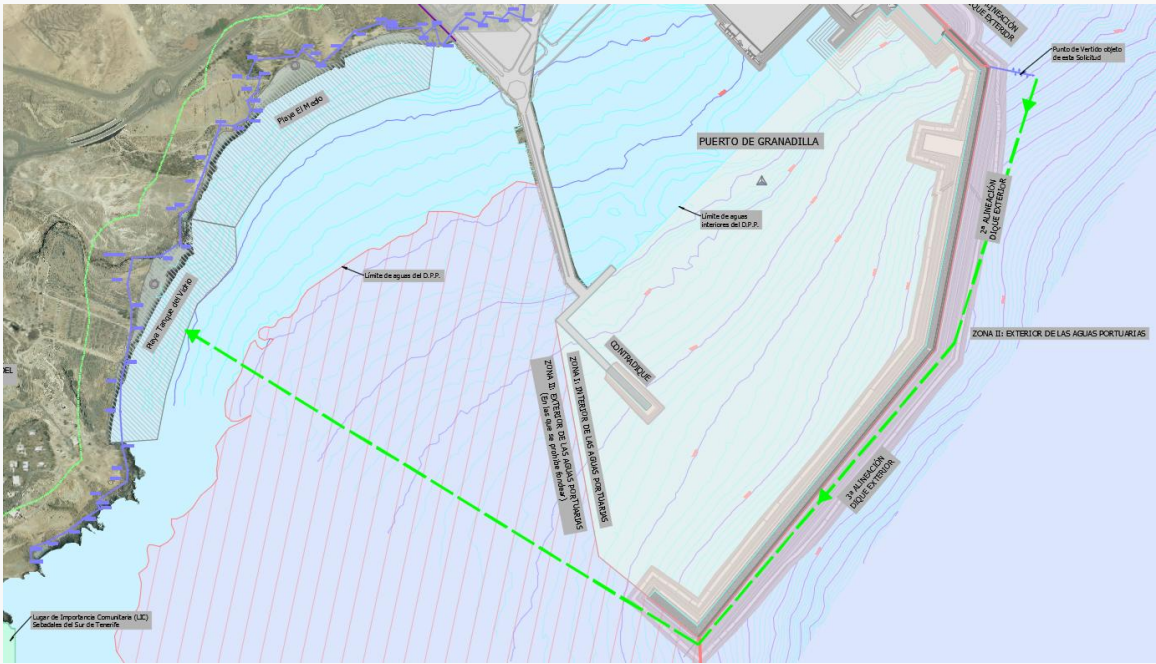 ALINEACIÓN
DIQUE EXTERIOR
Punto de Vertido objeto
de esta Solicitud
Playa El Medio
PUERTO DE GRANADILLA
2ª ALINEACIÓN
DIQUE EXTERIOR
Límite de aguas
interiores del D.P.P.
Límite de aguas del D.P.P.
Playa Tanque del Vidrio
ZONA II: EXTERIOR DE LAS AGUAS PORTUARIAS
CONTRADIQUE
DEL
ZONA I: INTERIOR DE LAS AGUAS PORTUARIAS
ZONA II: EXTERIOR DE LAS AGUAS PORTUARIAS
(En las que se prohibe fondear)
3ª ALINEACIÓN
DIQUE EXTERIOR
Lugar de Importancia Comunitaria (LIC)
Sebadales del Sur de Tenerife